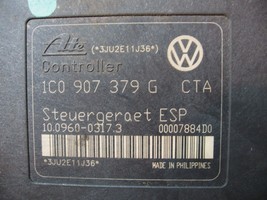 Ate (*3JU2E11J36*)
Controller
1C0 907 379 G CTA
Steuergeraet ESP
10.0960-0317.3 00007884D0
*3JU2E11J36*
MADE IN
PHILIPPINES